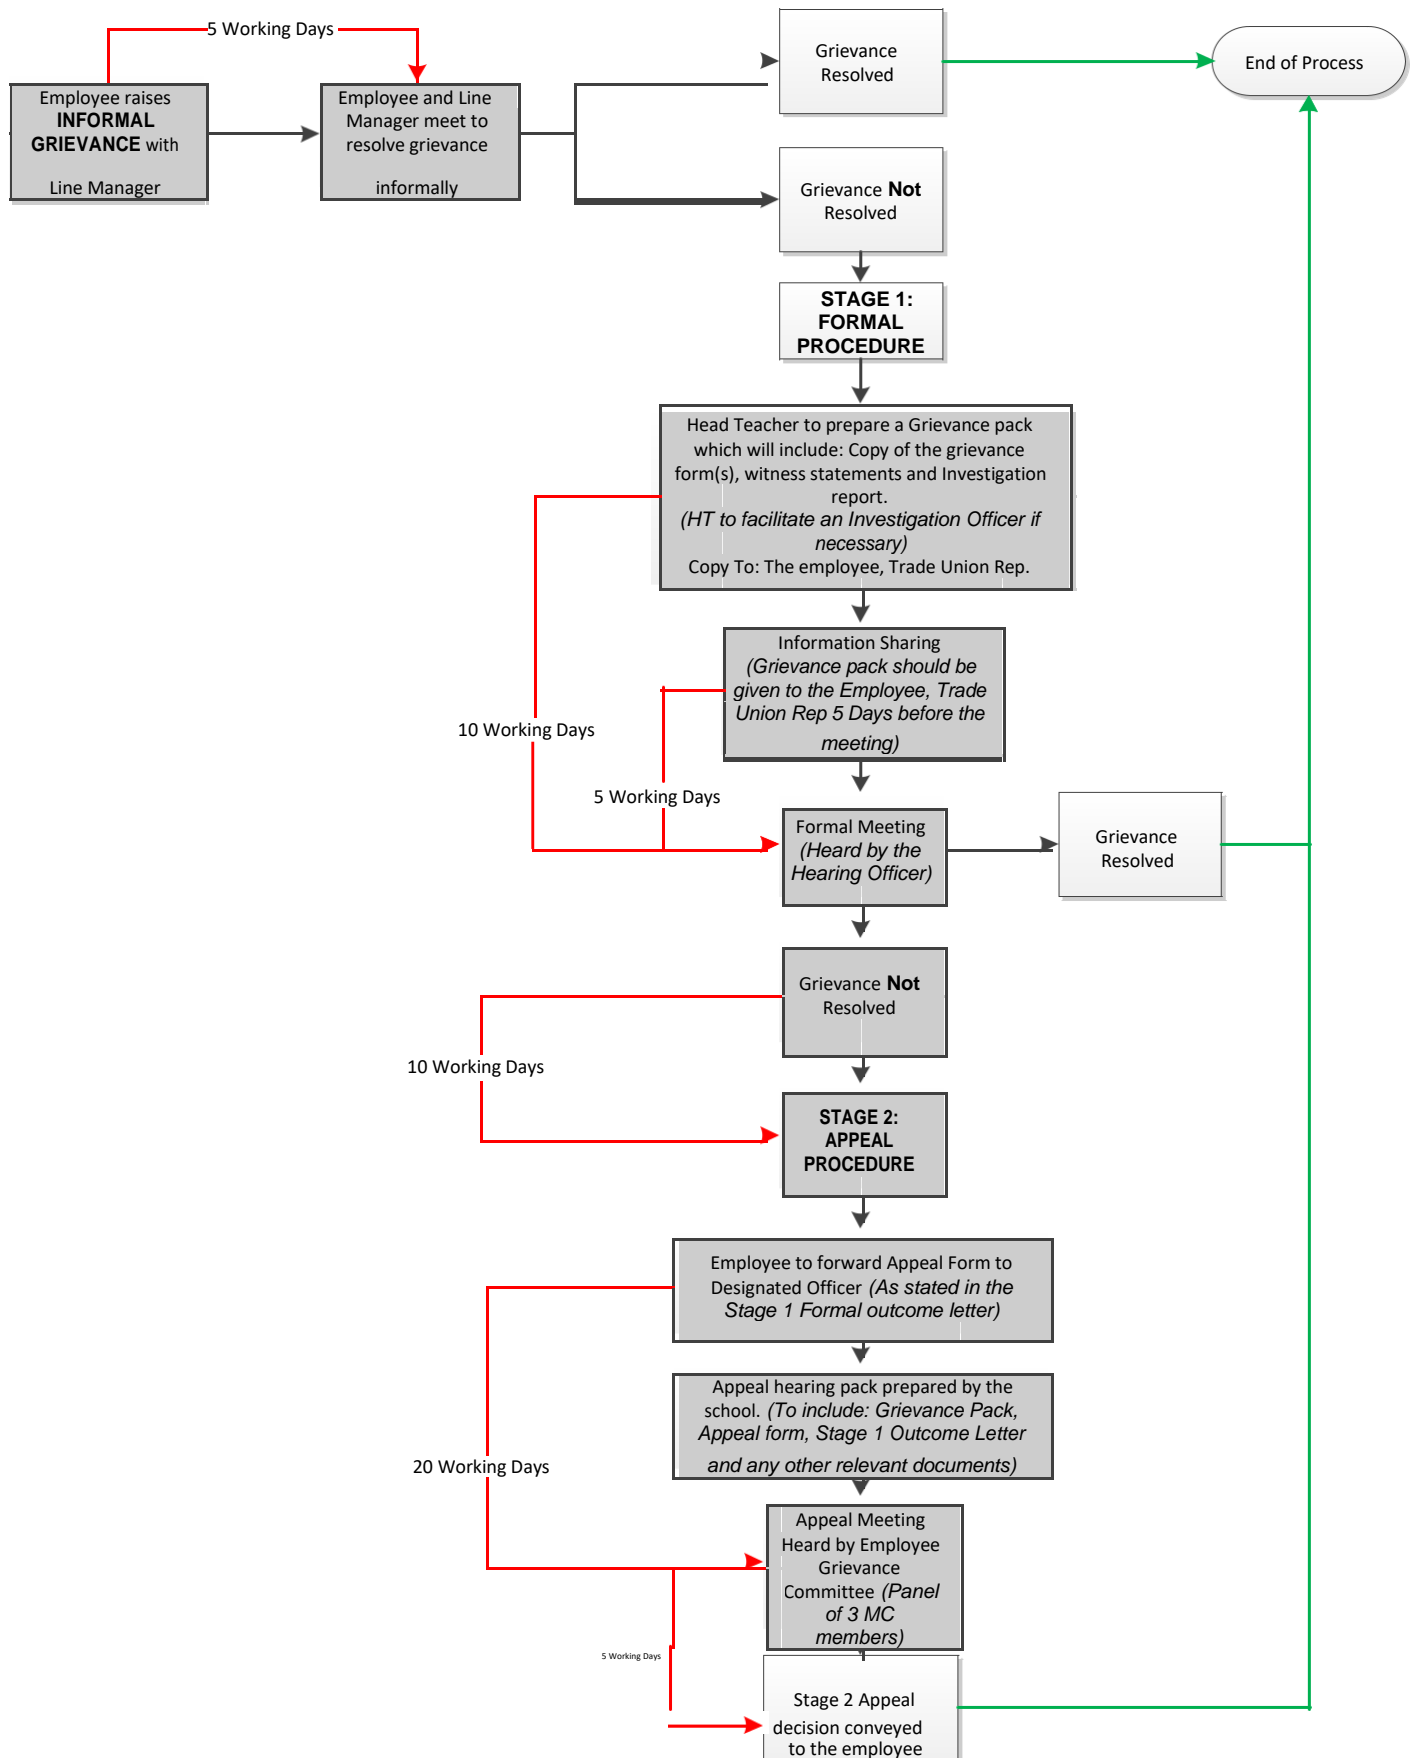 5 Working Days
Grievance
Resolved
End of Process
Employee raises
INFORMAL
GRIEVANCE with
Line Manager
Employee and Line
Manager meet to
resolve grievance
informally
Grievance Not
Resolved
STAGE 1:
FORMAL
PROCEDURE
Head Teacher to prepare a Grievance pack
which will include: Copy of the grievance
form(s), witness statements and Investigation
report.
(HT to facilitate an Investigation Officer if
necessary)
Copy To: The employee, Trade Union Rep.
Information Sharing
(Grievance pack should be
given to the Employee, Trade
Union Rep 5 Days before the
meeting)
10 Working Days
5 Working Days
Formal Meeting
(Heard by the
Hearing Officer)
Grievance
Resolved
Grievance Not
Resolved
10 Working Days
STAGE 2:
APPEAL
PROCEDURE
Employee to forward Appeal Form to
Designated Officer (As stated in the
Stage 1 Formal outcome letter)
Appeal hearing pack prepared by the
school. (To include: Grievance Pack,
Appeal form, Stage 1 Outcome Letter
and any other relevant documents)
20 Working Days
Appeal Meeting
Heard by Employee
Grievance
Committee (Panel
of 3 MC
members)
5 Working Days
Stage 2 Appeal
decision conveyed
to the employee